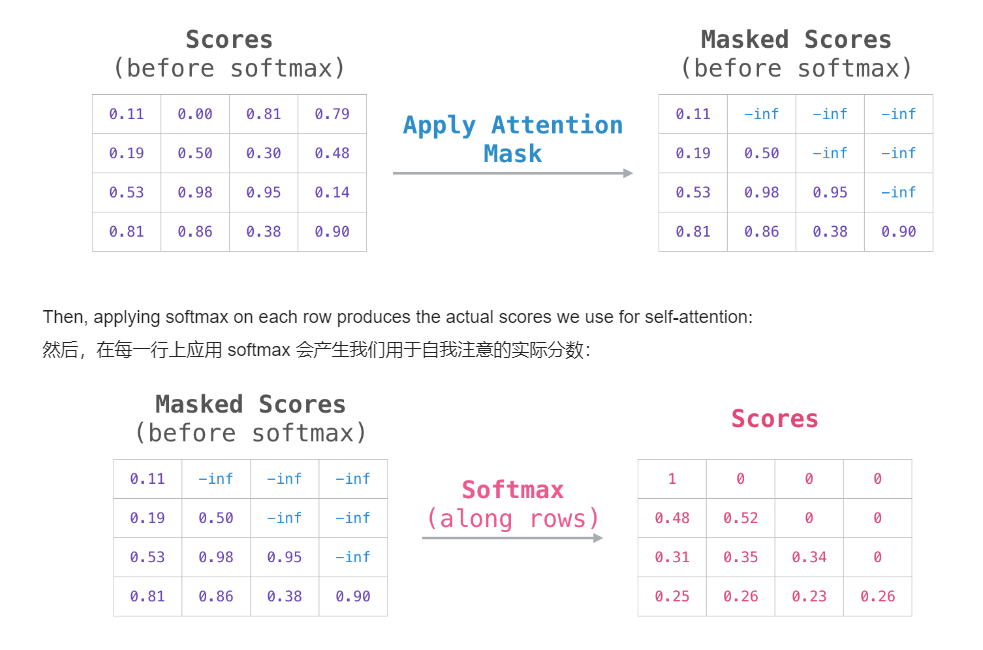 Scores
(before softmax)
Masked Scores
(before softmax)
0.11 0.00 0.81 0.79
0.19 0.50 0.30 0.48
0.53 0.98 0.95 0.14
0.81 0.86 0.38 0.90
Apply Attention
Mask
0.11 -inf -inf -inf
0.19 0.50 -inf -inf
0.53 0.98 0.95 -inf
0.81 0.86 0.38 0.90
Then, applying softmax on each row produces the actual scores we use for self-attention:
然后，在每一行上应用 softmax 会产生我们用于自我注意的实际分数：
Masked Scores
(before softmax)
Scores
0.11 -inf -inf -inf
0.19 0.50 -inf -inf
0.53 0.98 0.95 -inf
0.81 0.86 0.38 0.90
Softmax
(along rows)
1 0 0 0
0.48 0.52 0 0
0.31 0.35 0.34 0
0.25 0.26 0.23 0.26